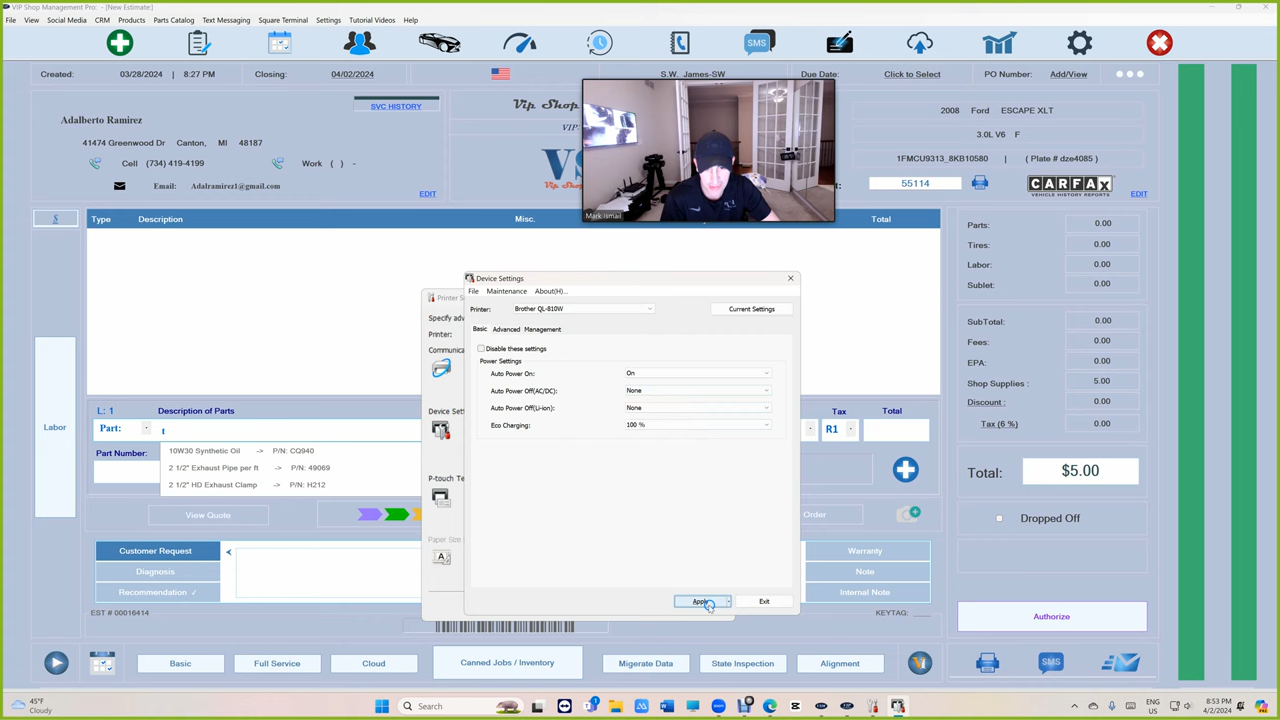 VIP Shop Management Pro: - [New Estimate:]
File View Social Media CRM Products Parts Catalog Text Messaging Square Terminal Settings Tutorial Videos Help
SMS
Created: 03/28/2024 | 8:27 PM Closing: 04/02/2024 S.W. James-SW Due Date: Click to Select PO Number: Add/View
SVC HISTORY
Vip Shop
VIP
VS
Vip Shop
Adalberto Ramirez
41474 Greenwood Dr Canton, MI 48187
Cell (734) 419-4199 Work ( ) -
Email: Adalramirez1@gmail.com
EDIT
Mark Ismail
2008 Ford ESCAPE XLT
3.0L V6 F
1FMCU9313_8KB10580 ( Plate # dze4085 )
55114
CARFAX
VEHICLE HISTORY REPORTS
EDIT
$ Type Description Misc. Total
Parts: 0.00
Tires: 0.00
Labor: 0.00
Sublet: 0.00
SubTotal: 0.00
Fees: 0.00
EPA: 0.00
Shop Supplies : 5.00
Discount : 0.00
Tax (6 %) 0.00
Total: $5.00
Dropped Off
Authorize
Printer S
Specify adv
Printer:
Communica
Device Set
P-touch Te
Paper Size
Device Settings
File Maintenance About(H)...
Printer: Brother QL-810W Current Settings
Basic Advanced Management
Disable these settings
Power Settings
Auto Power On: On
Auto Power Off(AC/DC): None
Auto Power Off(Li-ion): None
Eco Charging: 100 %
Apply Exit
Labor
L: 1 Description of Parts Tax Total
Part: t R1
Part Number:
10W30 Synthetic Oil -> P/N: CQ940
2 1/2" Exhaust Pipe per ft -> P/N: 49069
2 1/2" HD Exhaust Clamp -> P/N: H212
View Quote Order
Customer Request
Diagnosis
Recommendation ✓
Warranty
Note
Internal Note
EST # 00016414 KEYTAG:
Basic Full Service Cloud Canned Jobs / Inventory Migerate Data State Inspection Alignment
SMS
45°F
Cloudy
Search
ENG
US
8:53 PM
4/2/2024